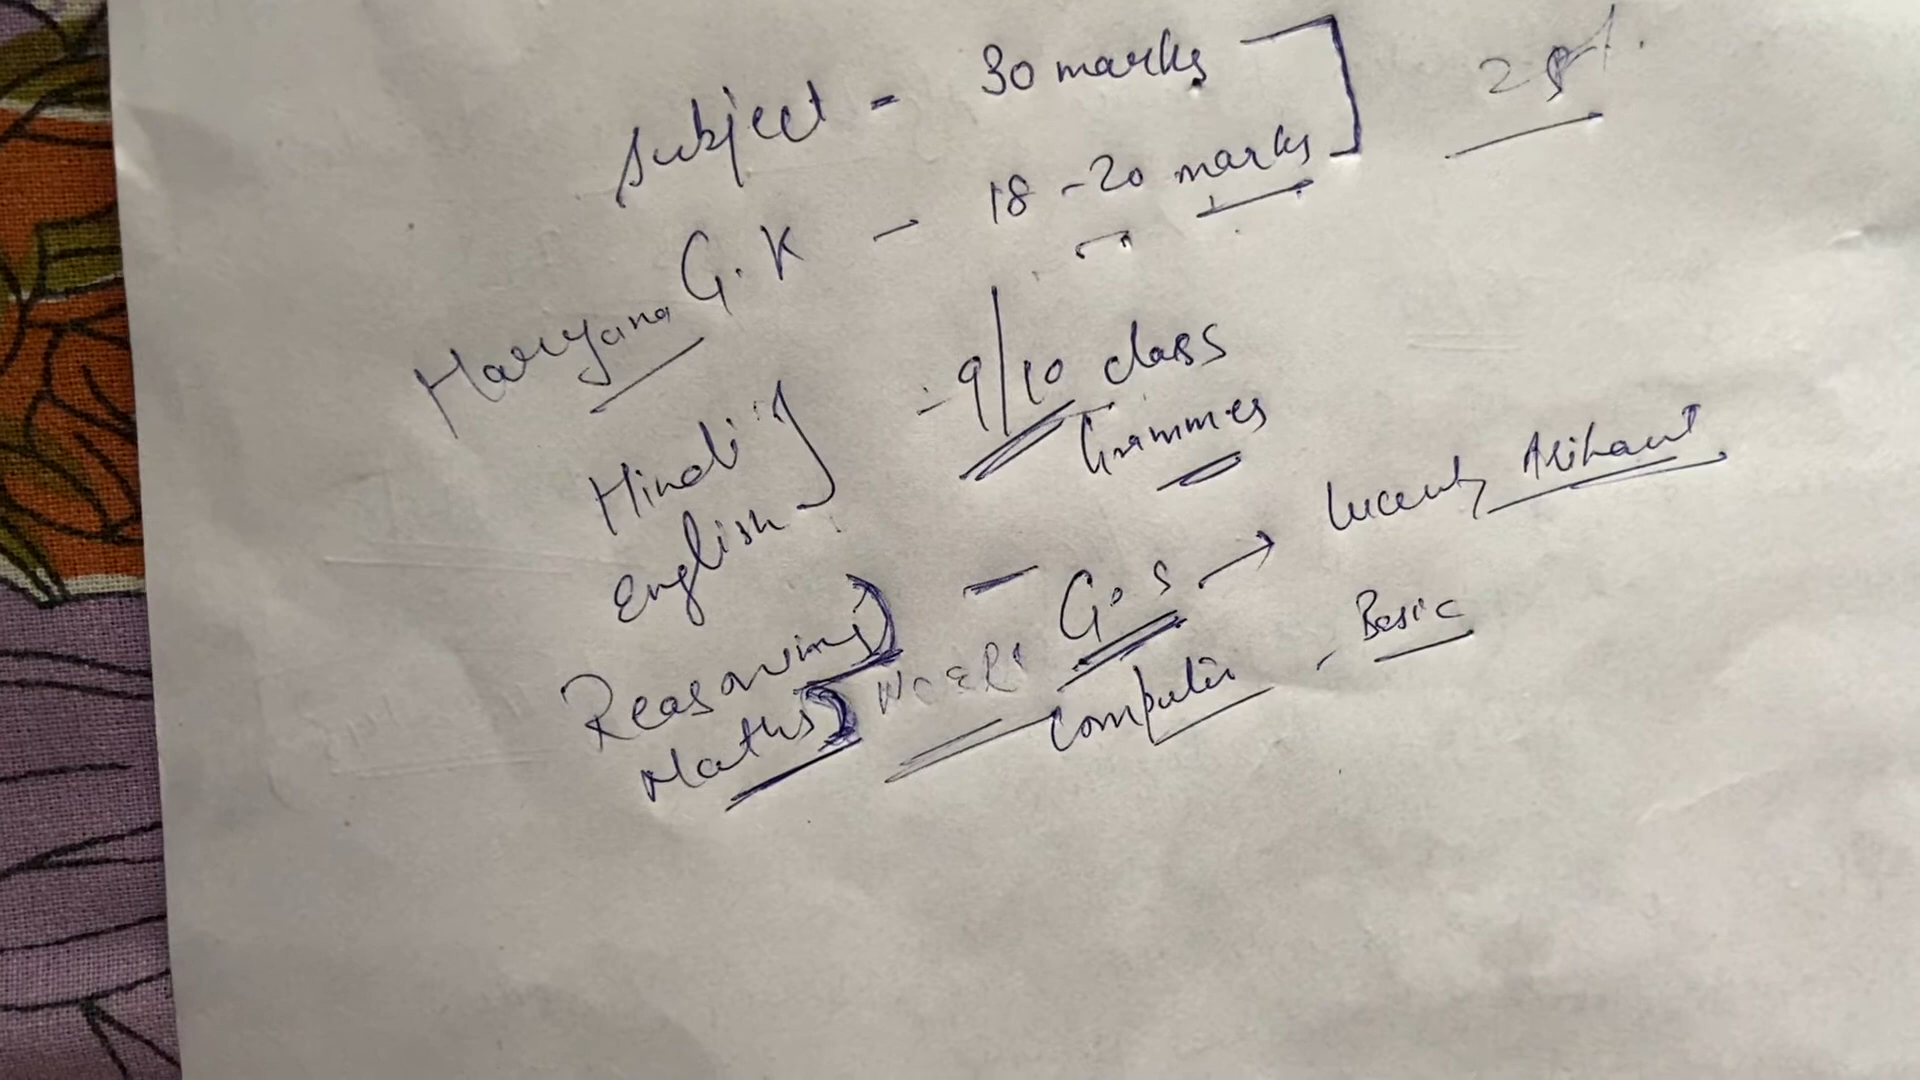 subject - 30 marks
G.K - 18-20 marks
Haryana
Hindi
English
- 9/10 class
Grammer
Reasoning
Maths
- G.S → Lucent, Arihant
Computer - Basic